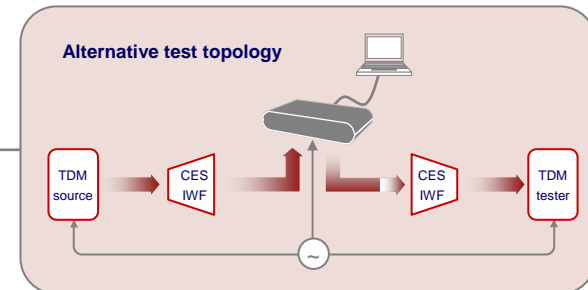 Alternative test topology
TDM
source
CES
IWF
CES
IWF
TDM
tester
~